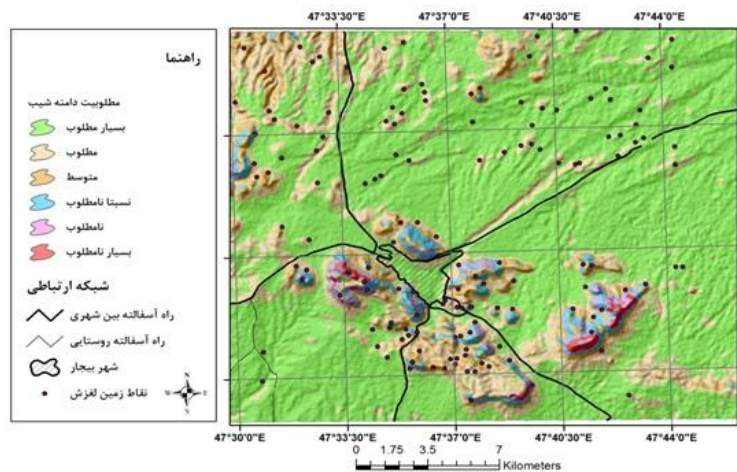 47°33'30"E 47°37'0"E 47°40'30"E 47°44'0"E
راهنما
مطلوبیت دامنه شیب
بسیار مطلوب
مطلوب
متوسط
نسبتا نامطلوب
نامطلوب
بسیار نامطلوب
شبکه ارتباطی
راه آسفالته بین شهری
راه آسفالته روستایی
شهر بیجار
نقاط زمین لغزش
47°30'0"E 47°33'30"E 47°37'0"E 47°40'30"E 47°44'0"E
0 1.75 3.5 7
Kilometers